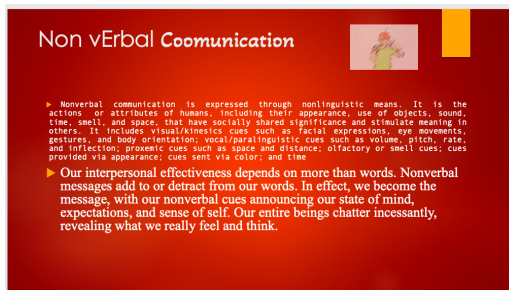 Non vErbal Coomunication
▶ Nonverbal communication is expressed through nonlinguistic means. It is the
actions or attributes of humans, including their appearance, use of objects, sound,
time, smell, and space, that have socially shared significance and stimulate meaning in
others. It includes visual/kinesics cues such as facial expressions, eye movements,
gestures, and body orientation; vocal/paralinguistic cues such as volume, pitch, rate,
and inflection; proxemic cues such as space and distance; olfactory or smell cues; cues
provided via appearance; cues sent via color; and time
▶ Our interpersonal effectiveness depends on more than words. Nonverbal
messages add to or detract from our words. In effect, we become the
message, with our nonverbal cues announcing our state of mind,
expectations, and sense of self. Our entire beings chatter incessantly,
revealing what we really feel and think.